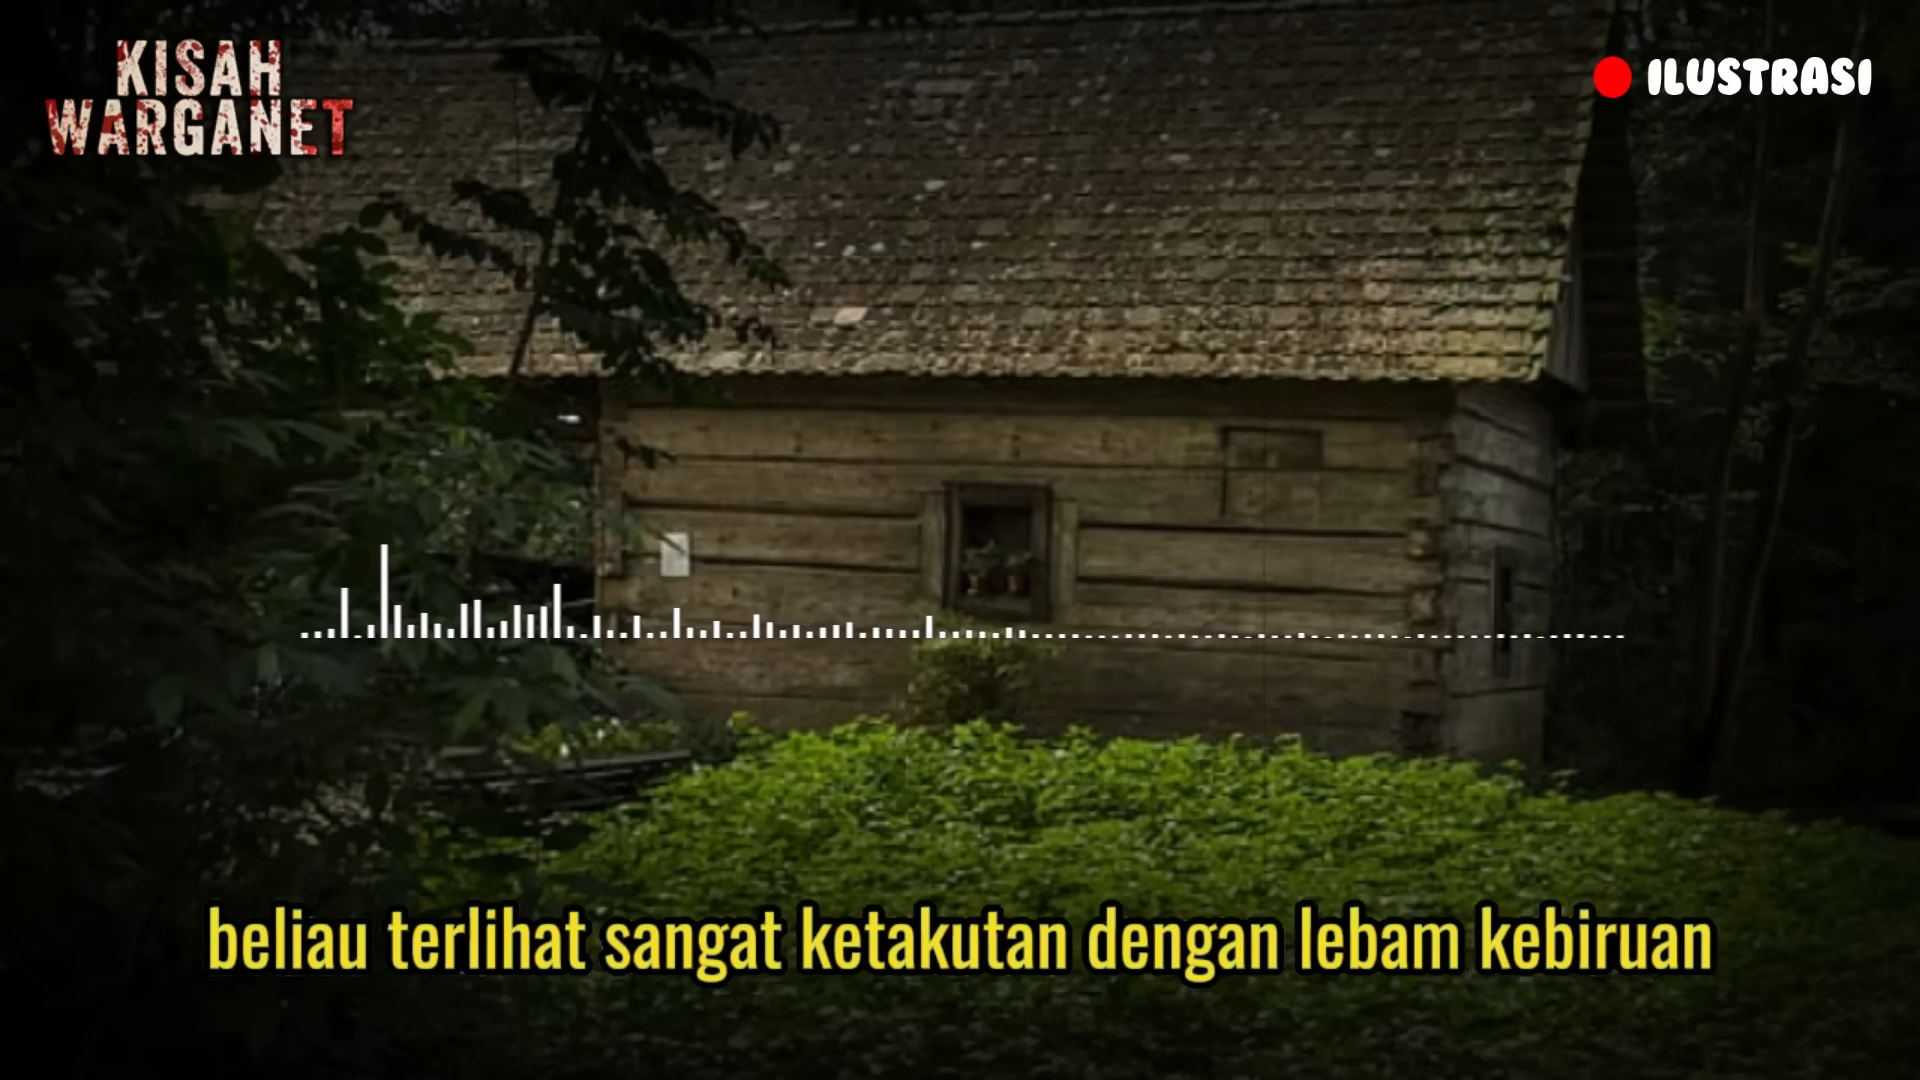 KISAH
WARGANET
ILUSTRASI
beliau terlihat sangat ketakutan dengan lebam kebiruan